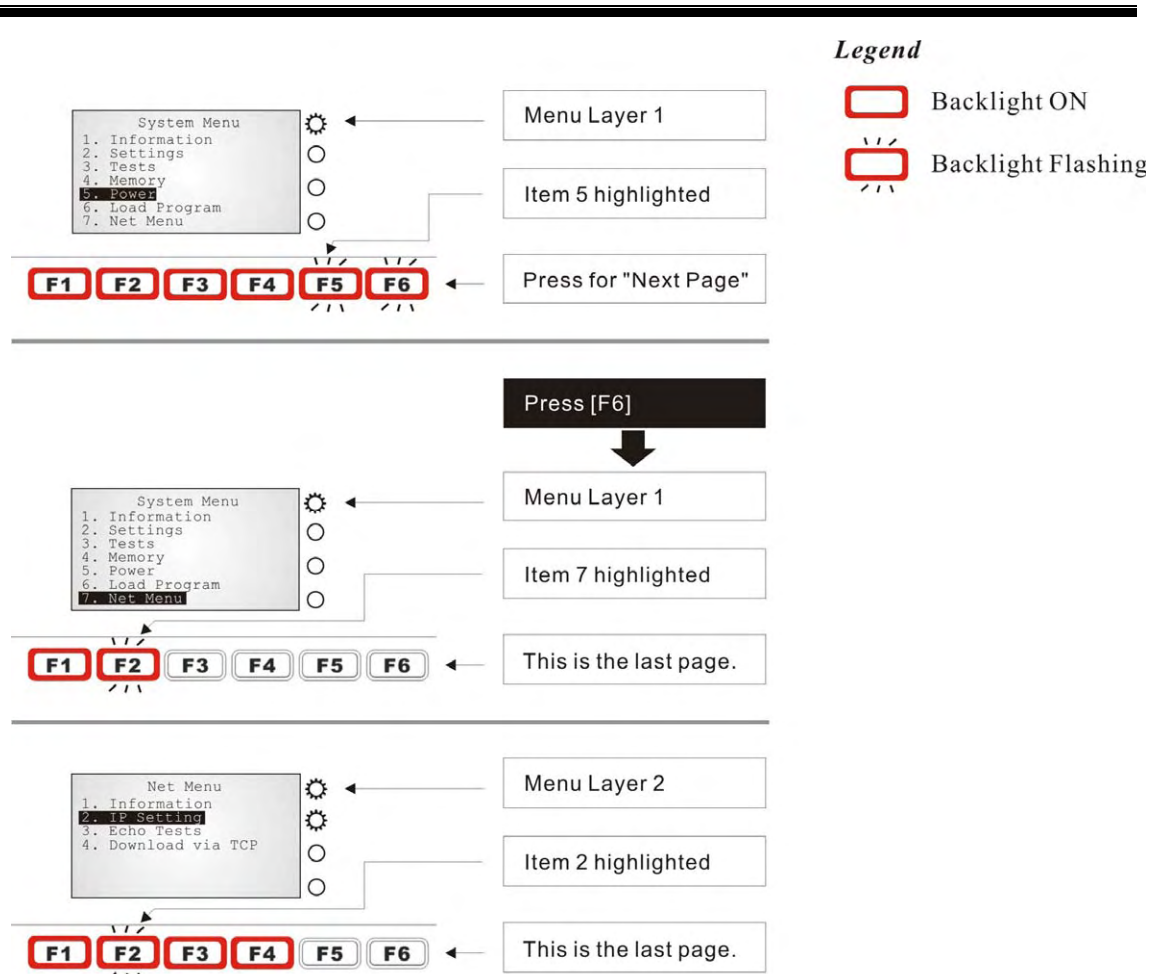 Legend
Backlight ON
Backlight Flashing
System Menu
1. Information
2. Settings
3. Tests
4. Memory
5. Power
6. Load Program
7. Net Menu
Menu Layer 1
Item 5 highlighted
F1 F2 F3 F4 F5 F6
Press for "Next Page"
Press [F6]
System Menu
1. Information
2. Settings
3. Tests
4. Memory
5. Power
6. Load Program
7. Net Menu
Menu Layer 1
Item 7 highlighted
F1 F2 F3 F4 F5 F6
This is the last page.
Net Menu
1. Information
2. IP Setting
3. Echo Tests
4. Download via TCP
Menu Layer 2
Item 2 highlighted
F1 F2 F3 F4 F5 F6
This is the last page.